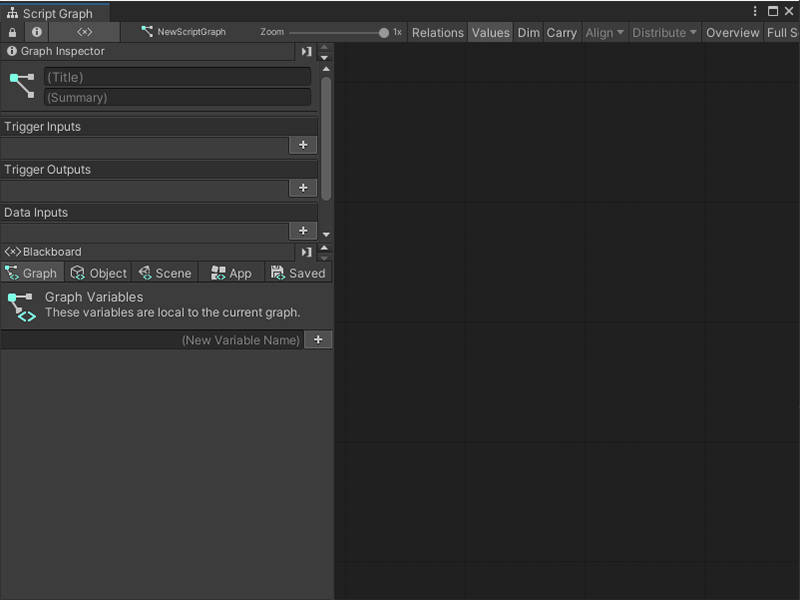 Script Graph
NewScriptGraph Zoom 1x Relations Values Dim Carry Align Distribute Overview Full S
Graph Inspector
(Title)
(Summary)
Trigger Inputs
+
Trigger Outputs
+
Data Inputs
+
<×> Blackboard
Graph Object Scene App Saved
Graph Variables
These variables are local to the current graph.
(New Variable Name) +